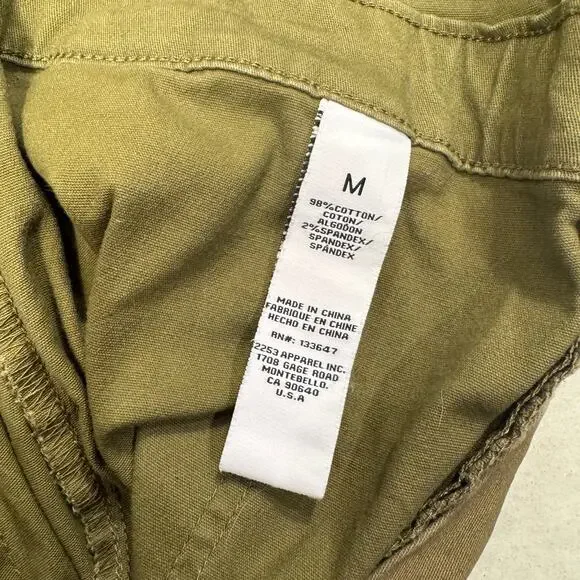 M
98%COTTON/
COTON/
ALGODÓN
2%SPANDEX/
SPANDEX/
SPANDEX
MADE IN CHINA
FABRIQUE EN CHINE
HECHO EN CHINA
RN#: 133647
2253 APPAREL INC.
1708 GAGE ROAD
MONTEBELLO,
CA 90640
U.S.A